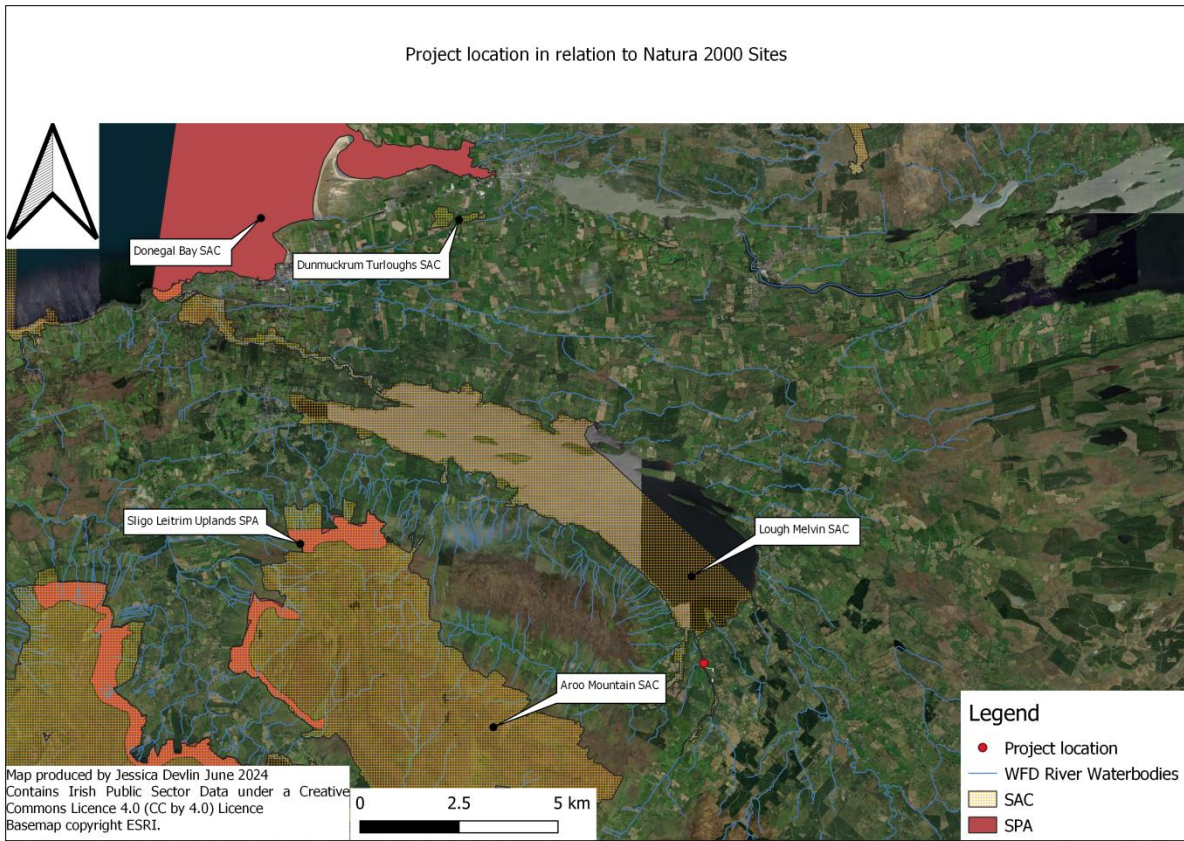 Project location in relation to Natura 2000 Sites
Donegal Bay SAC
Dunmuckrum Turloughs SAC
Sligo Leitrim Uplands SPA
Lough Melvin SAC
Aroo Mountain SAC
Legend
Project location
WFD River Waterbodies
SAC
SPA
Map produced by Jessica Devlin June 2024
Contains Irish Public Sector Data under a Creative
Commons Licence 4.0 (CC by 4.0) Licence
Basemap copyright ESRI.
0 2.5 5 km